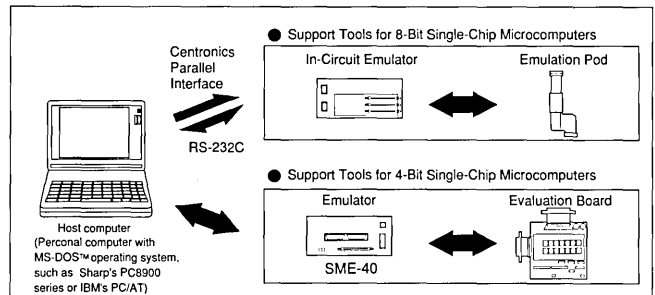 ● Support Tools for 8-Bit Single-Chip Microcomputers
Centronics
Parallel
Interface
In-Circuit Emulator
Emulation Pod
RS-232C
● Support Tools for 4-Bit Single-Chip Microcomputers
Emulator
Evaluation Board
SME-40
Host computer
(Perconal computer with
MS-DOS™ operating system,
such as Sharp's PC8900
series or IBM's PC/AT)